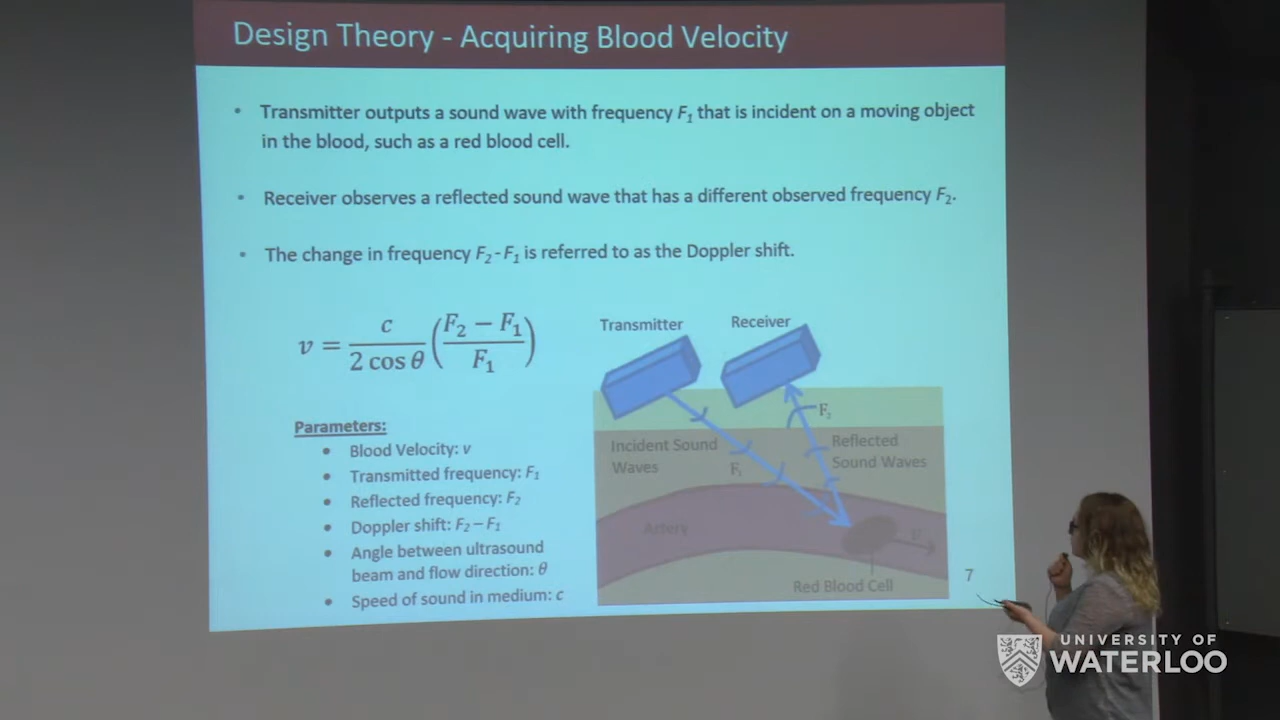 Design Theory - Acquiring Blood Velocity
• Transmitter outputs a sound wave with frequency F₁ that is incident on a moving object
in the blood, such as a red blood cell.
• Receiver observes a reflected sound wave that has a different observed frequency F₂.
• The change in frequency F₂ - F₁ is referred to as the Doppler shift.
v = c / (2 cos θ) ((F₂ − F₁) / F₁)
Parameters:
• Blood Velocity: v
• Transmitted frequency: F₁
• Reflected frequency: F₂
• Doppler shift: F₂ – F₁
• Angle between ultrasound
beam and flow direction: θ
• Speed of sound in medium: c
Transmitter
Receiver
F₂
Incident Sound
Waves
F₁
Reflected
Sound Waves
Artery
v
Red Blood Cell
7
UNIVERSITY OF
WATERLOO